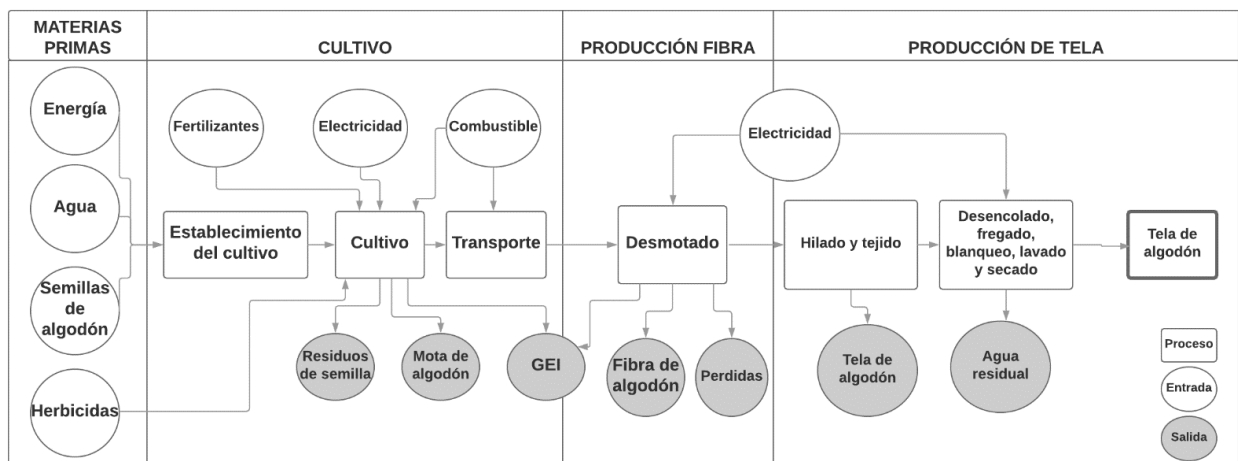 MATERIAS
PRIMAS
CULTIVO
PRODUCCIÓN FIBRA
PRODUCCIÓN DE TELA
Energía
Agua
Semillas
de
algodón
Herbicidas
Fertilizantes
Electricidad
Combustible
Establecimiento
del cultivo
Cultivo
Transporte
Residuos
de semilla
Mota de
algodón
GEI
Electricidad
Desmotado
Fibra de
algodón
Perdidas
Hilado y tejido
Desencolado,
fregado,
blanqueo, lavado
y secado
Tela de
algodón
Tela de
algodón
Agua
residual
Proceso
Entrada
Salida